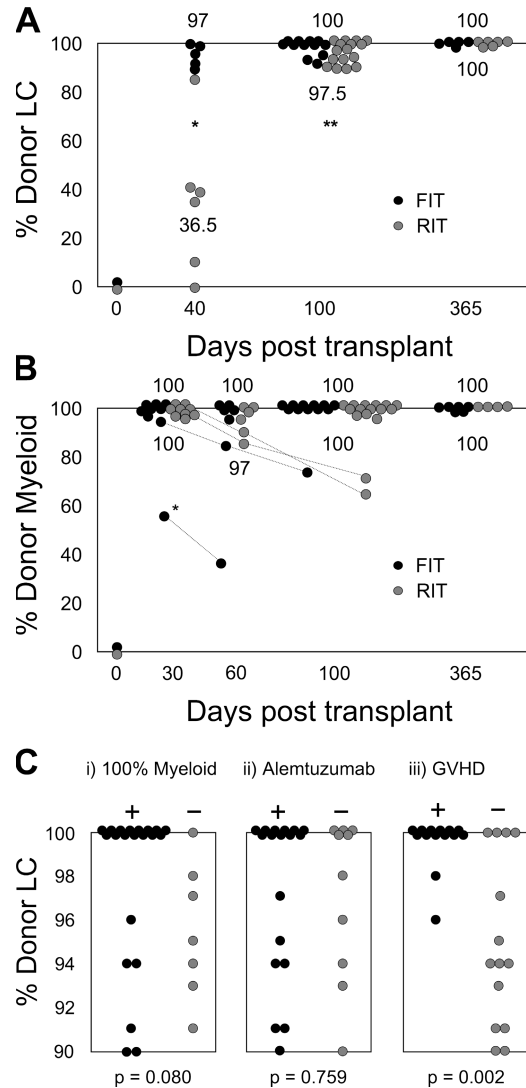 A
97 100 100
100
80
60
40
20
0
% Donor LC
36.5
*
97.5
**
100
FIT
RIT
0 40 100 365
Days post transplant
B
100 100 100 100
100
80
60
40
20
0
% Donor Myeloid
100 97 100 100
*
FIT
RIT
0 30 60 100 365
Days post transplant
C
i) 100% Myeloid ii) Alemtuzumab iii) GVHD
+ − + − + −
100
98
96
94
92
90
% Donor LC
p = 0.080 p = 0.759 p = 0.002